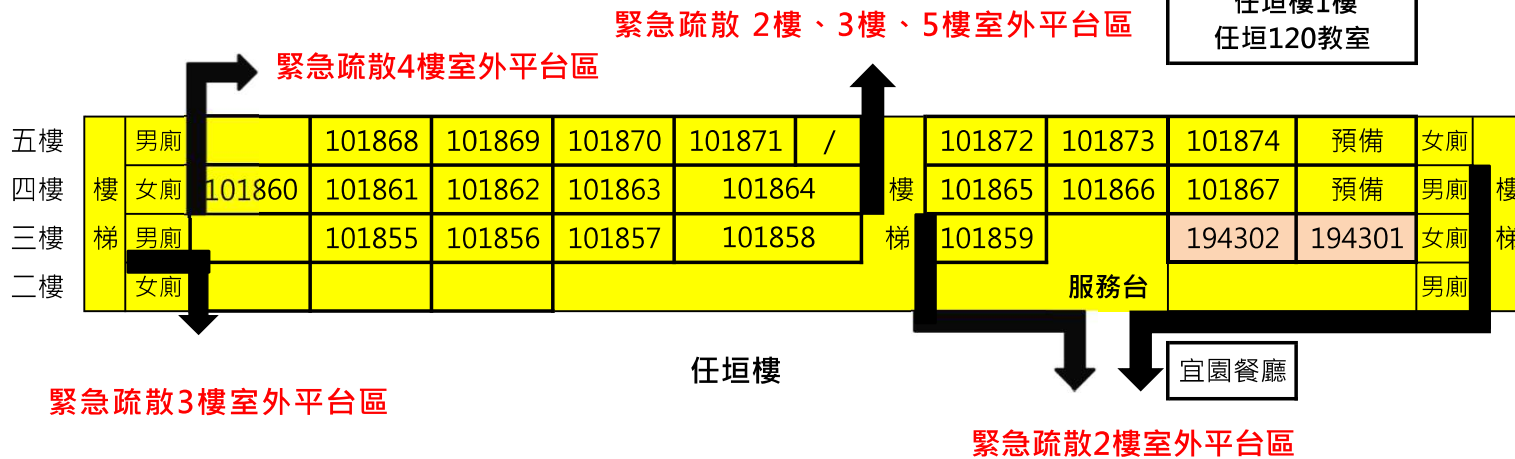 任垣樓1樓
任垣120教室
緊急疏散 2樓、3樓、5樓室外平台區
緊急疏散4樓室外平台區
五樓 男廁 101868 101869 101870 101871 / 101872 101873 101874 預備 女廁
四樓 樓 女廁 101860 101861 101862 101863 101864 樓 101865 101866 101867 預備 男廁 樓
三樓 梯 男廁 101855 101856 101857 101858 梯 101859 194302 194301 女廁 梯
二樓 女廁 服務台 男廁
任垣樓
宜園餐廳
緊急疏散3樓室外平台區
緊急疏散2樓室外平台區